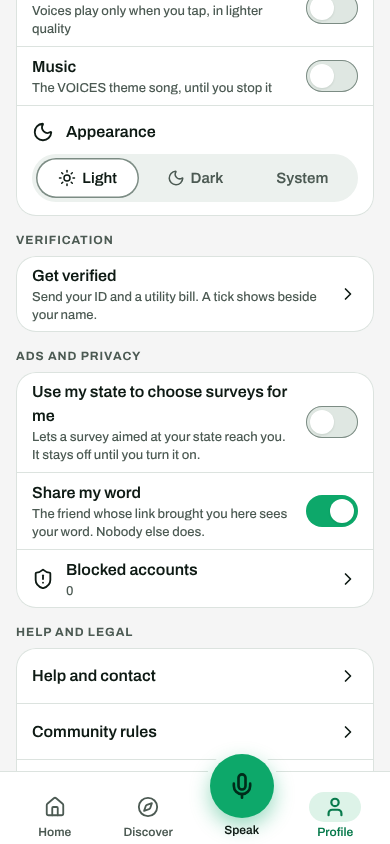 Voices play only when you tap, in lighter
quality
Music
The VOICES theme song, until you stop it
Appearance
Light
Dark
System
VERIFICATION
Get verified
Send your ID and a utility bill. A tick shows beside
your name.
ADS AND PRIVACY
Use my state to choose surveys for
me
Lets a survey aimed at your state reach you.
It stays off until you turn it on.
Share my word
The friend whose link brought you here sees
your word. Nobody else does.
Blocked accounts
0
HELP AND LEGAL
Help and contact
Community rules
Home
Discover
Speak
Profile